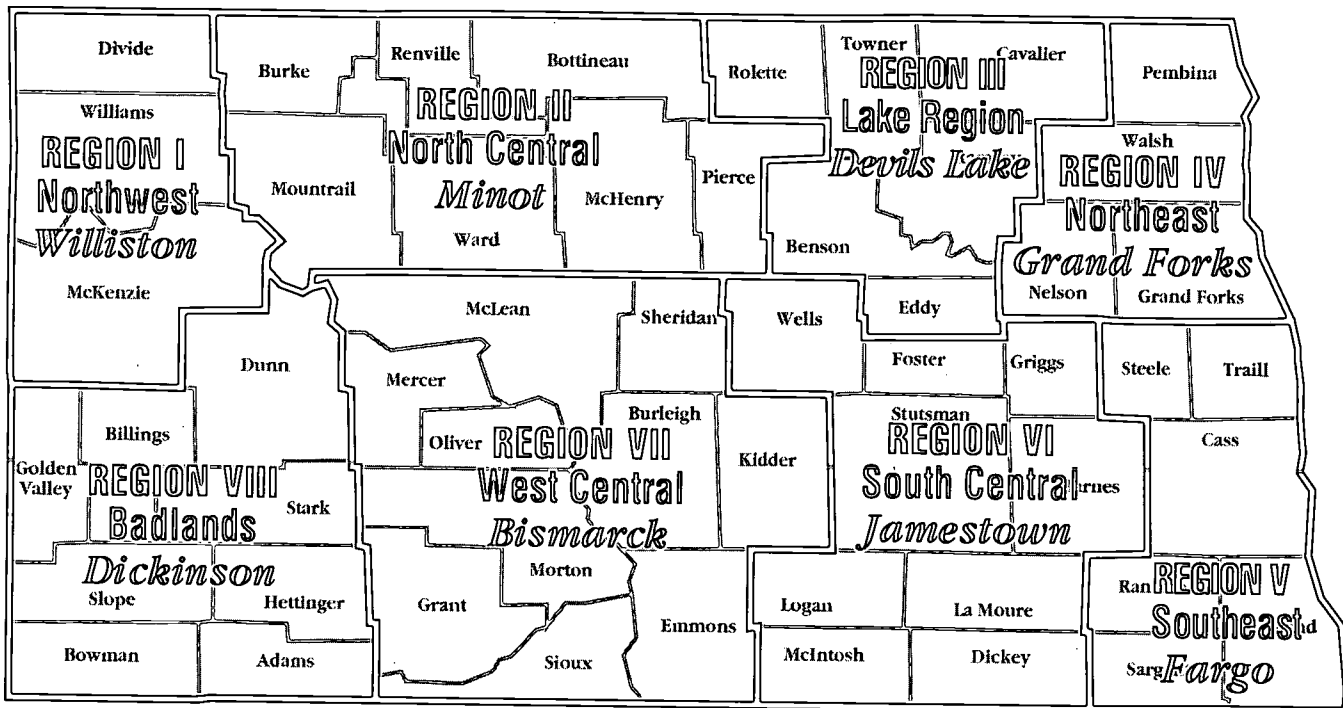 Divide
Burke
Renville
Bottineau
Rolette
Towner
Cavalier
Pembina
Williams
REGION I
Northwest
Williston
McKenzie
REGION II
North Central
Minot
Mountrail
Ward
McHenry
Pierce
REGION III
Lake Region
Devils Lake
Benson
Eddy
Walsh
REGION IV
Northeast
Grand Forks
Nelson
Grand Forks
McLean
Sheridan
Wells
Foster
Griggs
Steele
Traill
Dunn
Mercer
Oliver
Burleigh
Kidder
REGION VII
West Central
Bismarck
Stutsman
REGION VI
South Central
rnes
Jamestown
Cass
Golden
Valley
Billings
REGION VIII
Badlands
Stark
Dickinson
Slope
Hettinger
Bowman
Adams
Grant
Morton
Sioux
Emmons
Logan
La Moure
McIntosh
Dickey
Ran
REGION V
Southeast
d
Sarg
Fargo